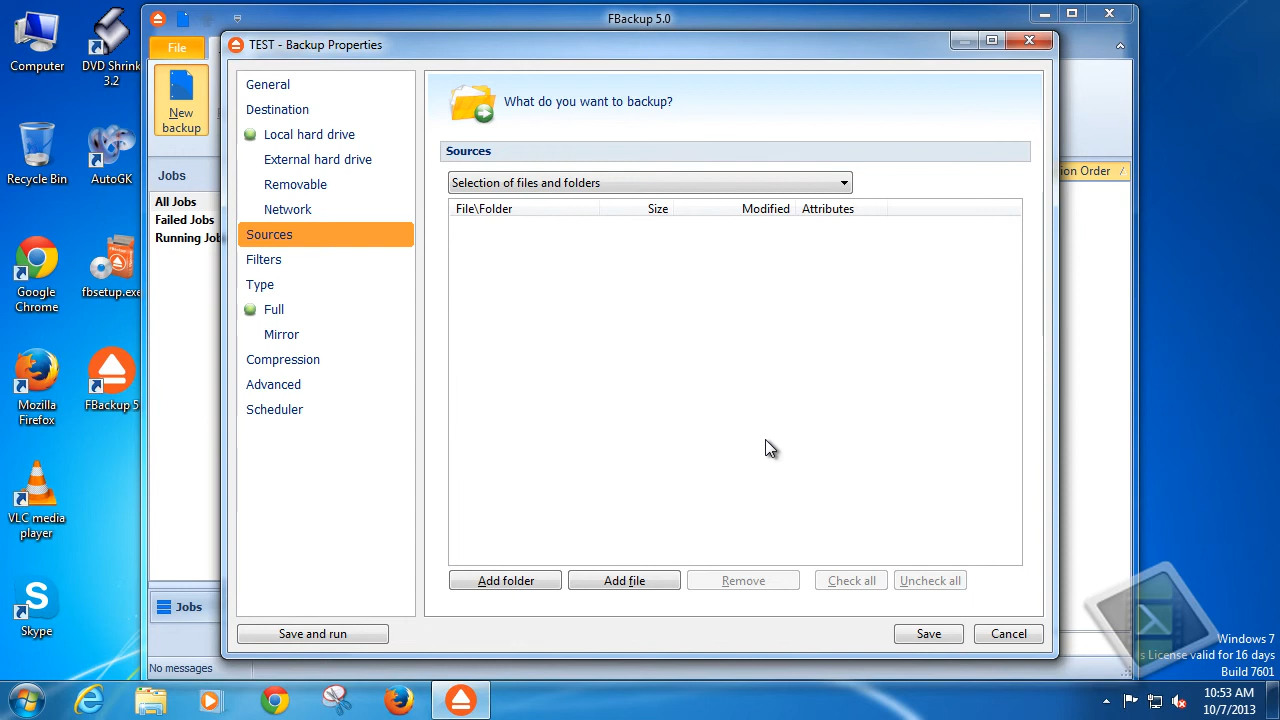 Computer
DVD Shrink
3.2
Recycle Bin
AutoGK
Google
Chrome
fbsetup.exe
Mozilla
Firefox
FBackup 5
VLC media
player
Skype
FBackup 5.0
File
New
backup
Jobs
All Jobs
Failed Jobs
Running Job
Jobs
No messages
ion Order
TEST - Backup Properties
General
Destination
Local hard drive
External hard drive
Removable
Network
Sources
Filters
Type
Full
Mirror
Compression
Advanced
Scheduler
What do you want to backup?
Sources
Selection of files and folders
File\Folder Size Modified Attributes
Add folder Add file Remove Check all Uncheck all
Save and run Save Cancel
Windows 7
s License valid for 16 days
Build 7601
10:53 AM
10/7/2013